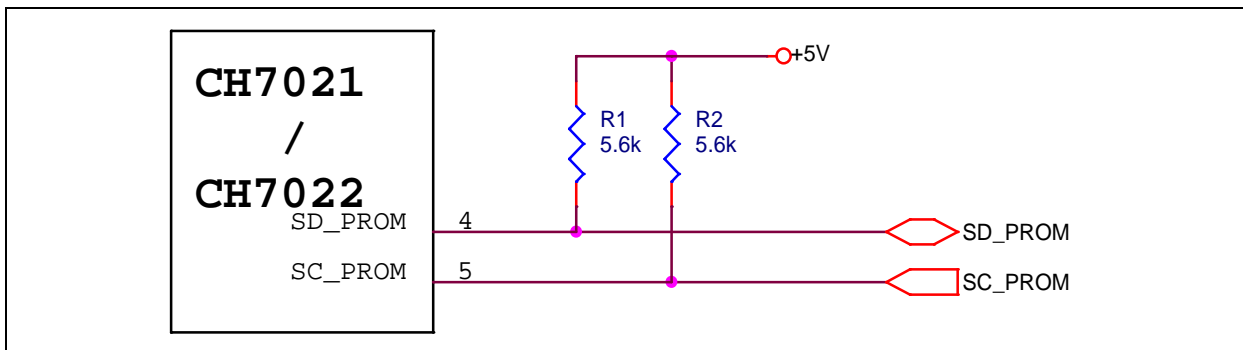 CH7021
/
CH7022
+5V
R1
5.6k
R2
5.6k
SD_PROM
4
SD_PROM
SC_PROM
5
SC_PROM